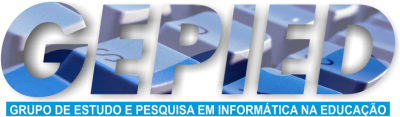 GEPIED
GRUPO DE ESTUDO E PESQUISA EM INFORMÁTICA NA EDUCAÇÃO